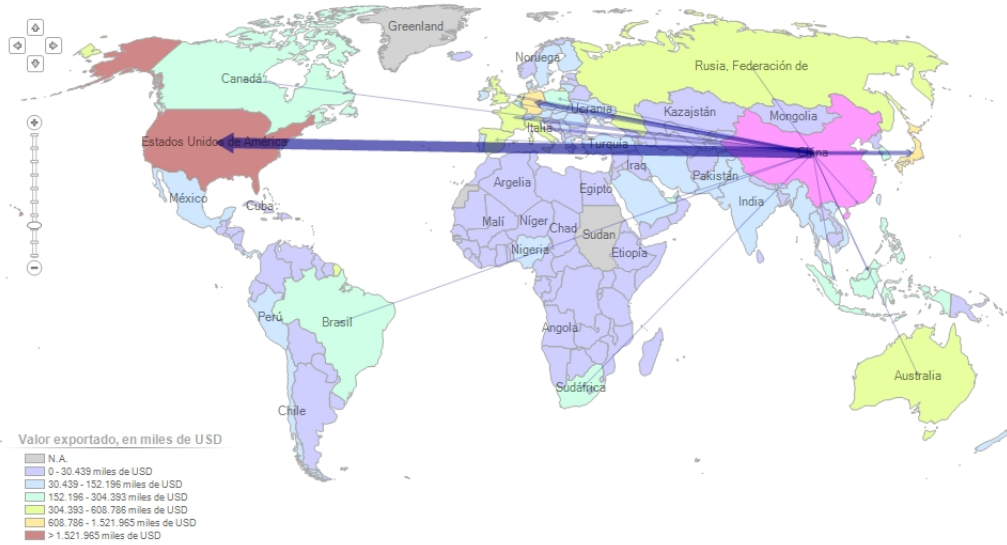 Greenland
Noruega
Canadá
Rusia, Federación de
Ucrania
Kazajstán
Mongolia
Italia
Estados Unidos de América
Turquía
China
Iraq
Pakistán
Argelia
Egipto
India
México
Cuba
Malí
Níger
Chad
Sudán
Nigeria
Etiopía
Perú
Brasil
Angola
Australia
Sudáfrica
Chile
Valor exportado, en miles de USD
N.A.
0 - 30.439 miles de USD
30.439 - 152.196 miles de USD
152.196 - 304.393 miles de USD
304.393 - 608.786 miles de USD
608.786 - 1.521.965 miles de USD
> 1.521.965 miles de USD